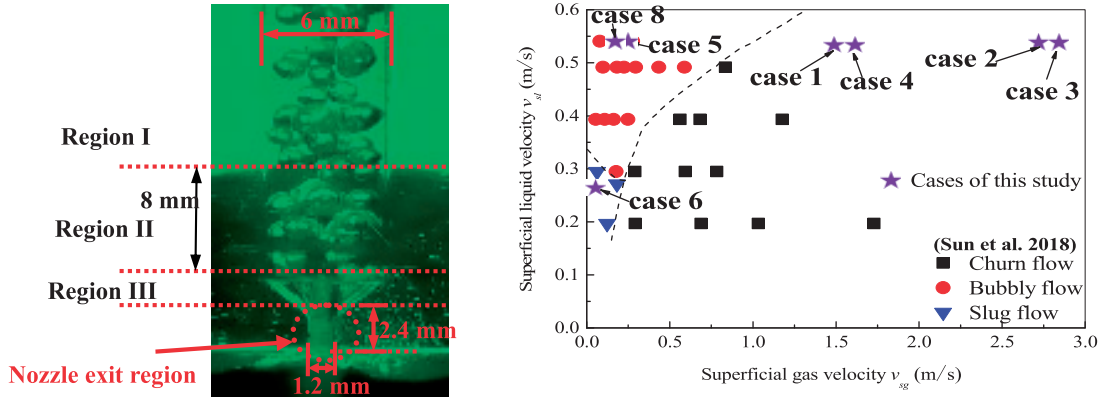 6 mm
Region I
8 mm
Region II
Region III
2.4 mm
Nozzle exit region
1.2 mm
Superficial liquid velocity v_sl (m/s)
0.6
0.5
0.4
0.3
0.2
0.1
0.0
case 8
case 5
case 1
case 4
case 2
case 3
case 6
Cases of this study
(Sun et al. 2018)
Churn flow
Bubbly flow
Slug flow
0.0 0.5 1.0 1.5 2.0 2.5 3.0
Superficial gas velocity v_sg (m/s)